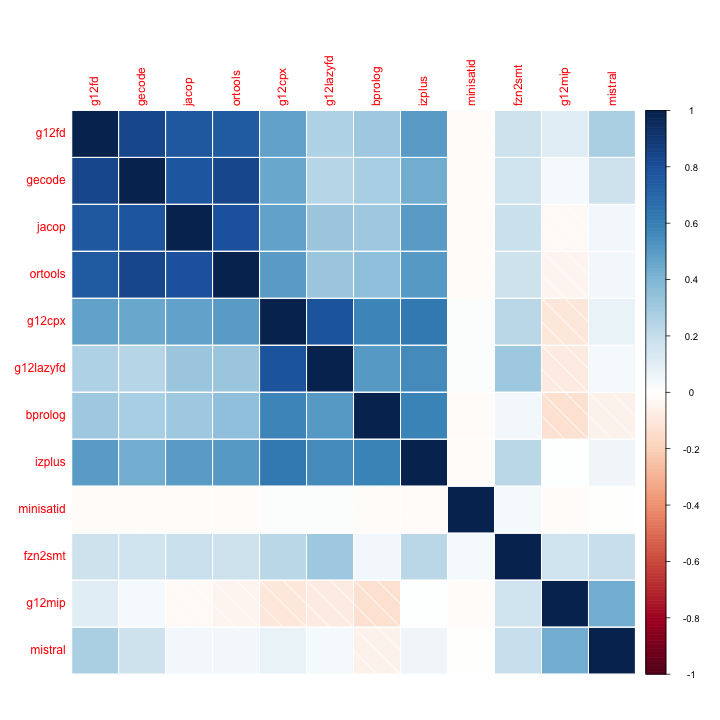 g12fd
gecode
jacop
ortools
g12cpx
g12lazyfd
bprolog
izplus
minisatid
fzn2smt
g12mip
mistral
g12fd
gecode
jacop
ortools
g12cpx
g12lazyfd
bprolog
izplus
minisatid
fzn2smt
g12mip
mistral
1
0.8
0.6
0.4
0.2
0
-0.2
-0.4
-0.6
-0.8
-1